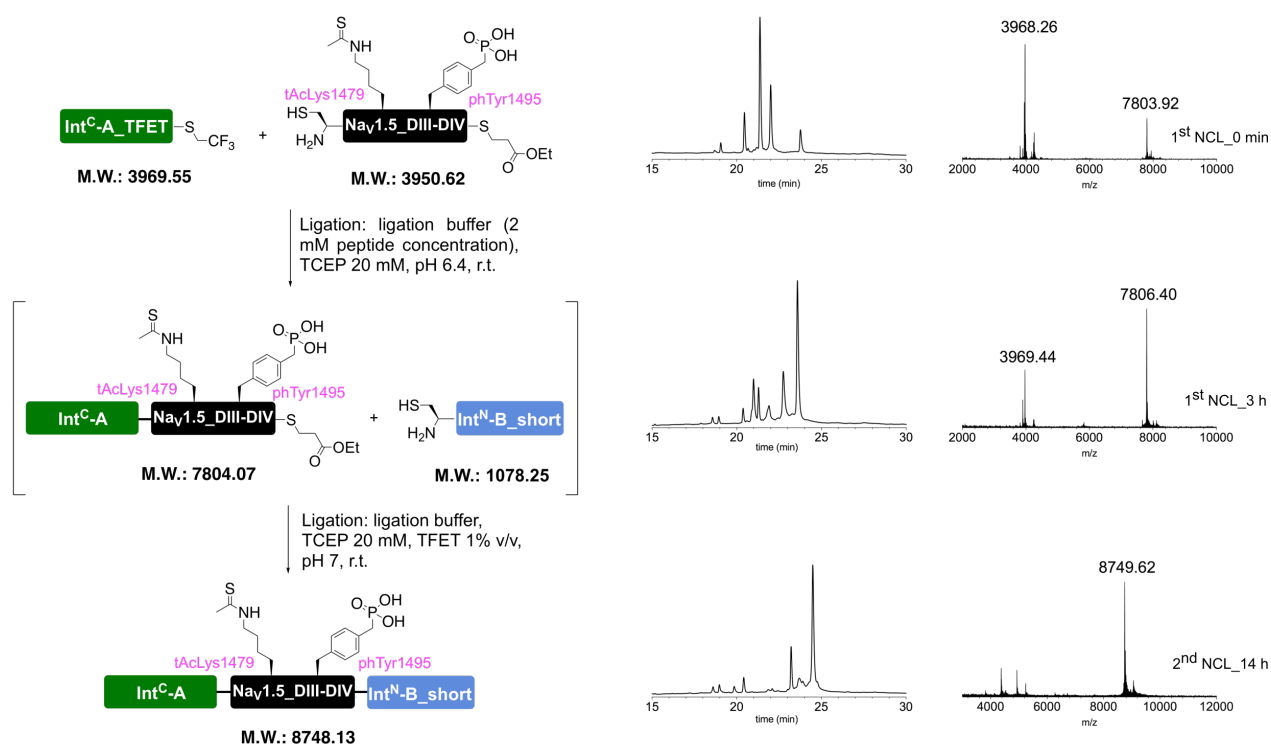 S
NH
O
P
OH
OH
tAcLys1479
phTyr1495
HS
H₂N
Intᶜ-A_TFET
S
CF₃
+
Naᵥ1.5_DIII-DIV
S
O
OEt
M.W.: 3969.55
M.W.: 3950.62
Ligation: ligation buffer (2
mM peptide concentration),
TCEP 20 mM, pH 6.4, r.t.
S
NH
O
P
OH
OH
tAcLys1479
phTyr1495
Intᶜ-A
Naᵥ1.5_DIII-DIV
S
O
OEt
+
HS
H₂N
Intᴺ-B_short
M.W.: 7804.07
M.W.: 1078.25
Ligation: ligation buffer,
TCEP 20 mM, TFET 1% v/v,
pH 7, r.t.
S
NH
O
P
OH
OH
tAcLys1479
phTyr1495
Intᶜ-A
Naᵥ1.5_DIII-DIV
Intᴺ-B_short
M.W.: 8748.13
15 20 25 30
time (min)
3968.26
7803.92
1ˢᵗ NCL_0 min
2000 4000 6000 8000 10000
m/z
15 20 25 30
time (min)
3969.44
7806.40
1ˢᵗ NCL_3 h
2000 4000 6000 8000 10000
m/z
15 20 25 30
time (min)
8749.62
2ⁿᵈ NCL_14 h
4000 6000 8000 10000 12000
m/z